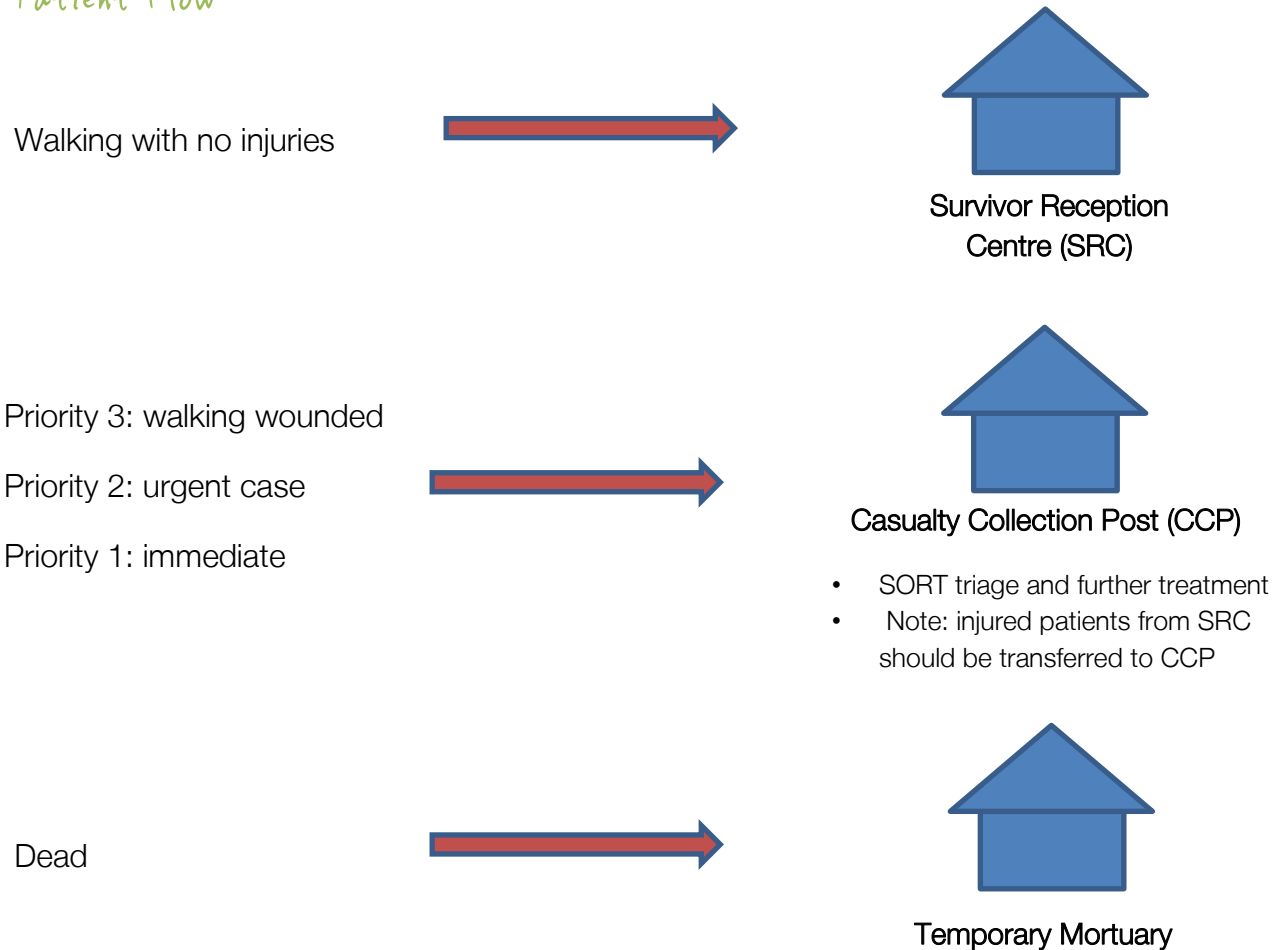 Patient Flow
Walking with no injuries
Survivor Reception
Centre (SRC)
Priority 3: walking wounded
Priority 2: urgent case
Priority 1: immediate
Casualty Collection Post (CCP)
• SORT triage and further treatment
• Note: injured patients from SRC
should be transferred to CCP
Dead
Temporary Mortuary